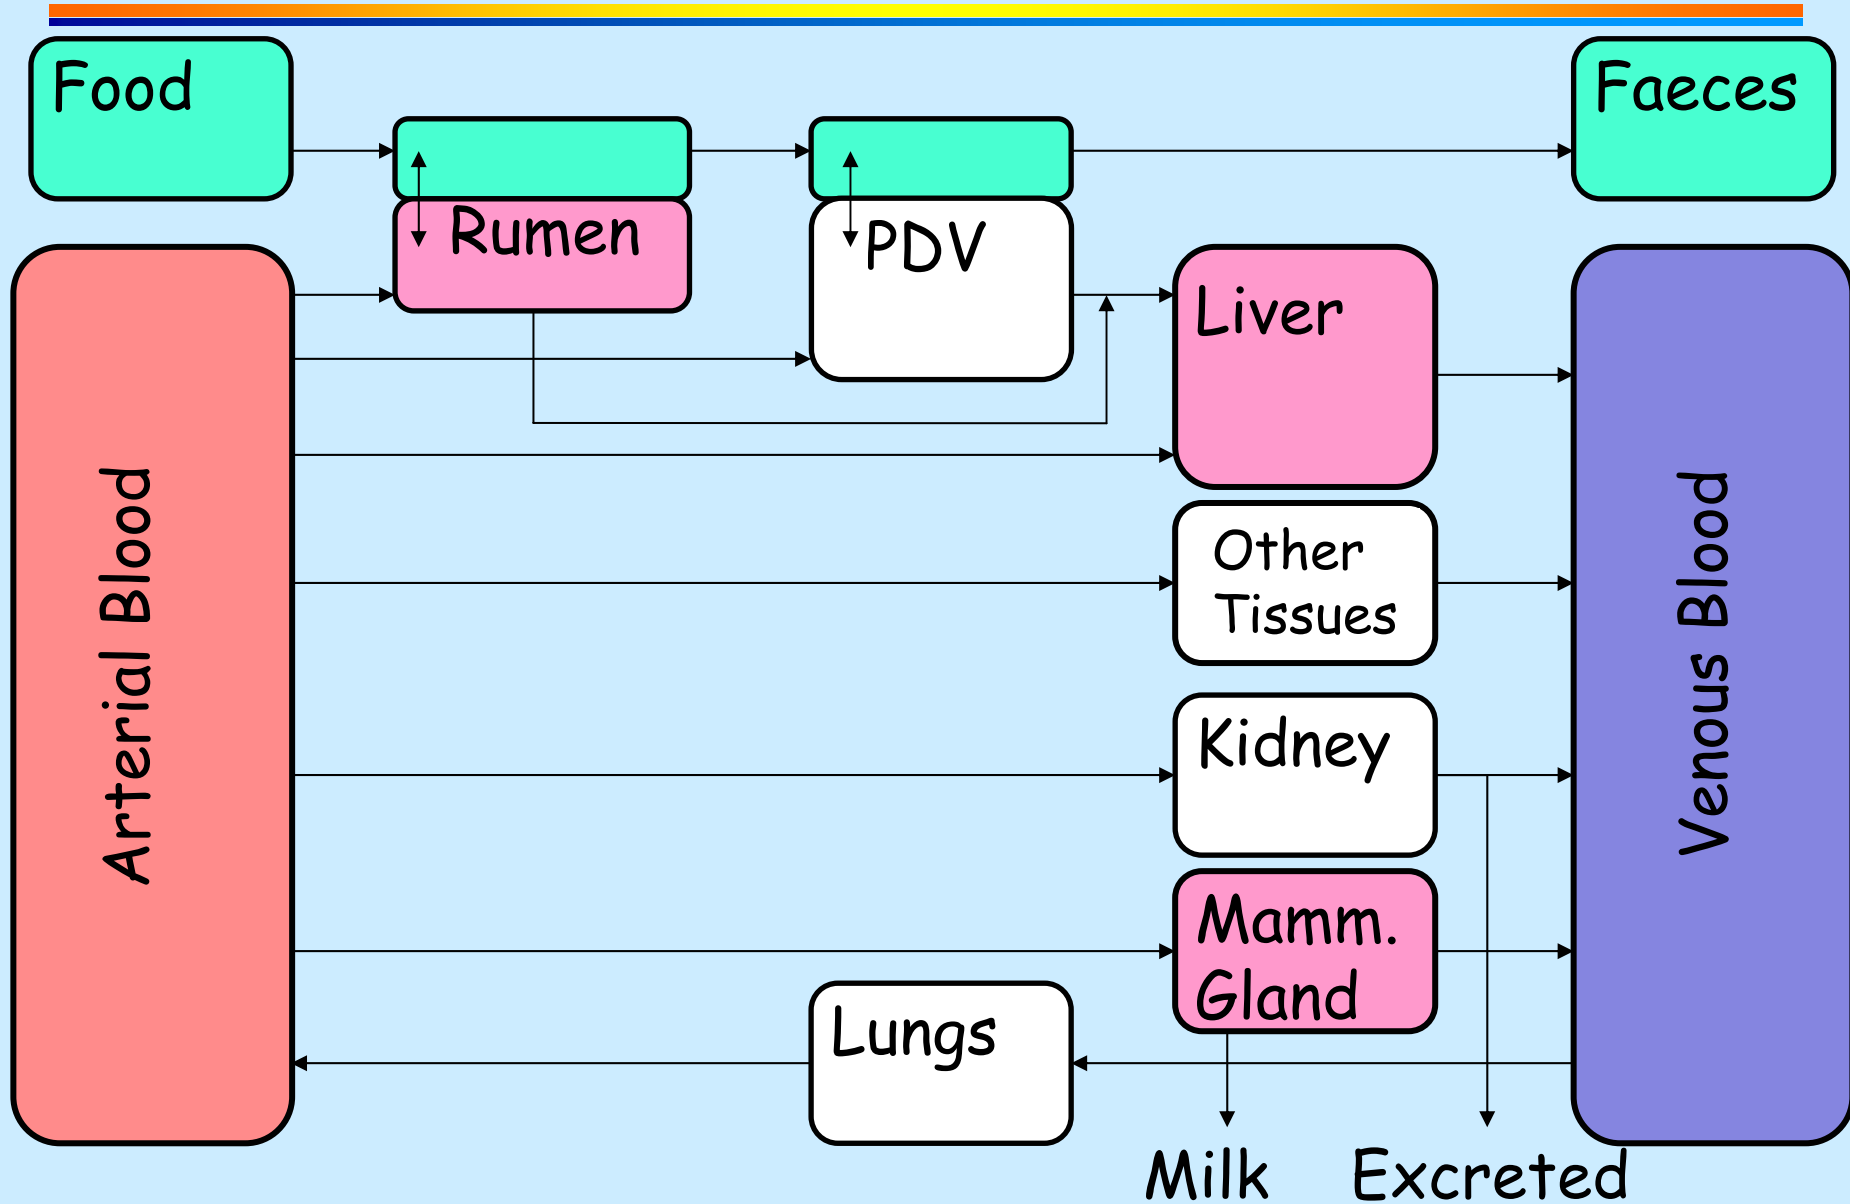 Food
Faeces
Rumen
PDV
Liver
Arterial Blood
Venous Blood
Other
Tissues
Kidney
Mamm.
Gland
Lungs
Milk
Excreted